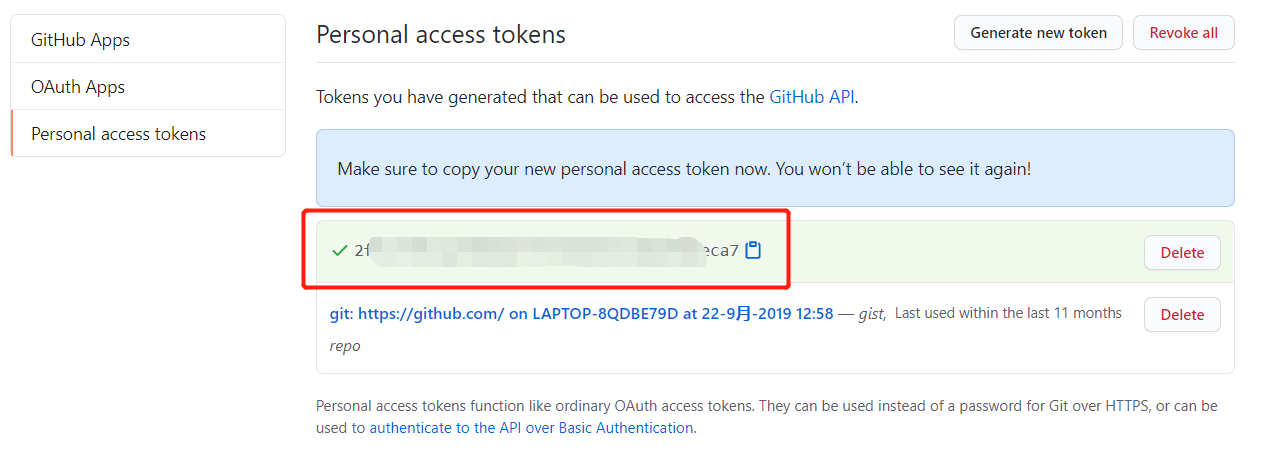 GitHub Apps
OAuth Apps
Personal access tokens
Personal access tokens
Generate new token
Revoke all
Tokens you have generated that can be used to access the GitHub API.
Make sure to copy your new personal access token now. You won’t be able to see it again!
2f eca7
Delete
git: https://github.com/ on LAPTOP-8QDBE79D at 22-9月-2019 12:58 — gist, Last used within the last 11 months
repo
Delete
Personal access tokens function like ordinary OAuth access tokens. They can be used instead of a password for Git over HTTPS, or can be
used to authenticate to the API over Basic Authentication.